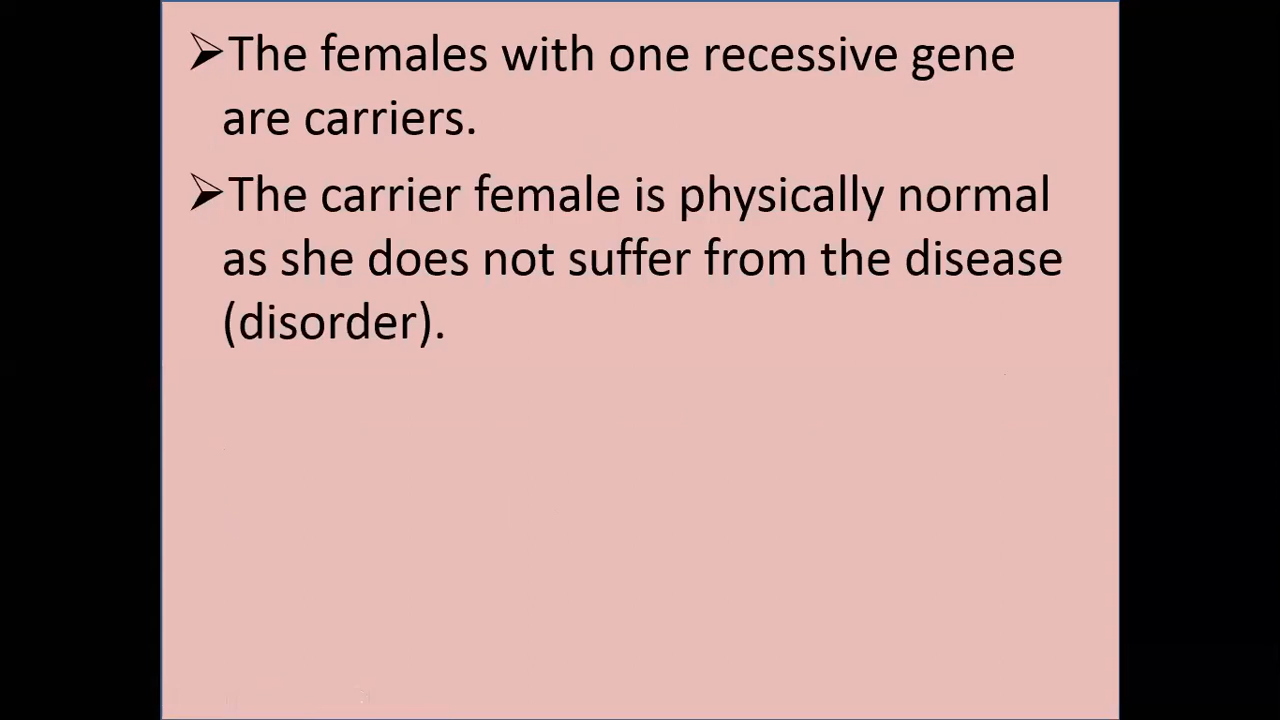 ➢The females with one recessive gene
are carriers.
➢The carrier female is physically normal
as she does not suffer from the disease
(disorder).